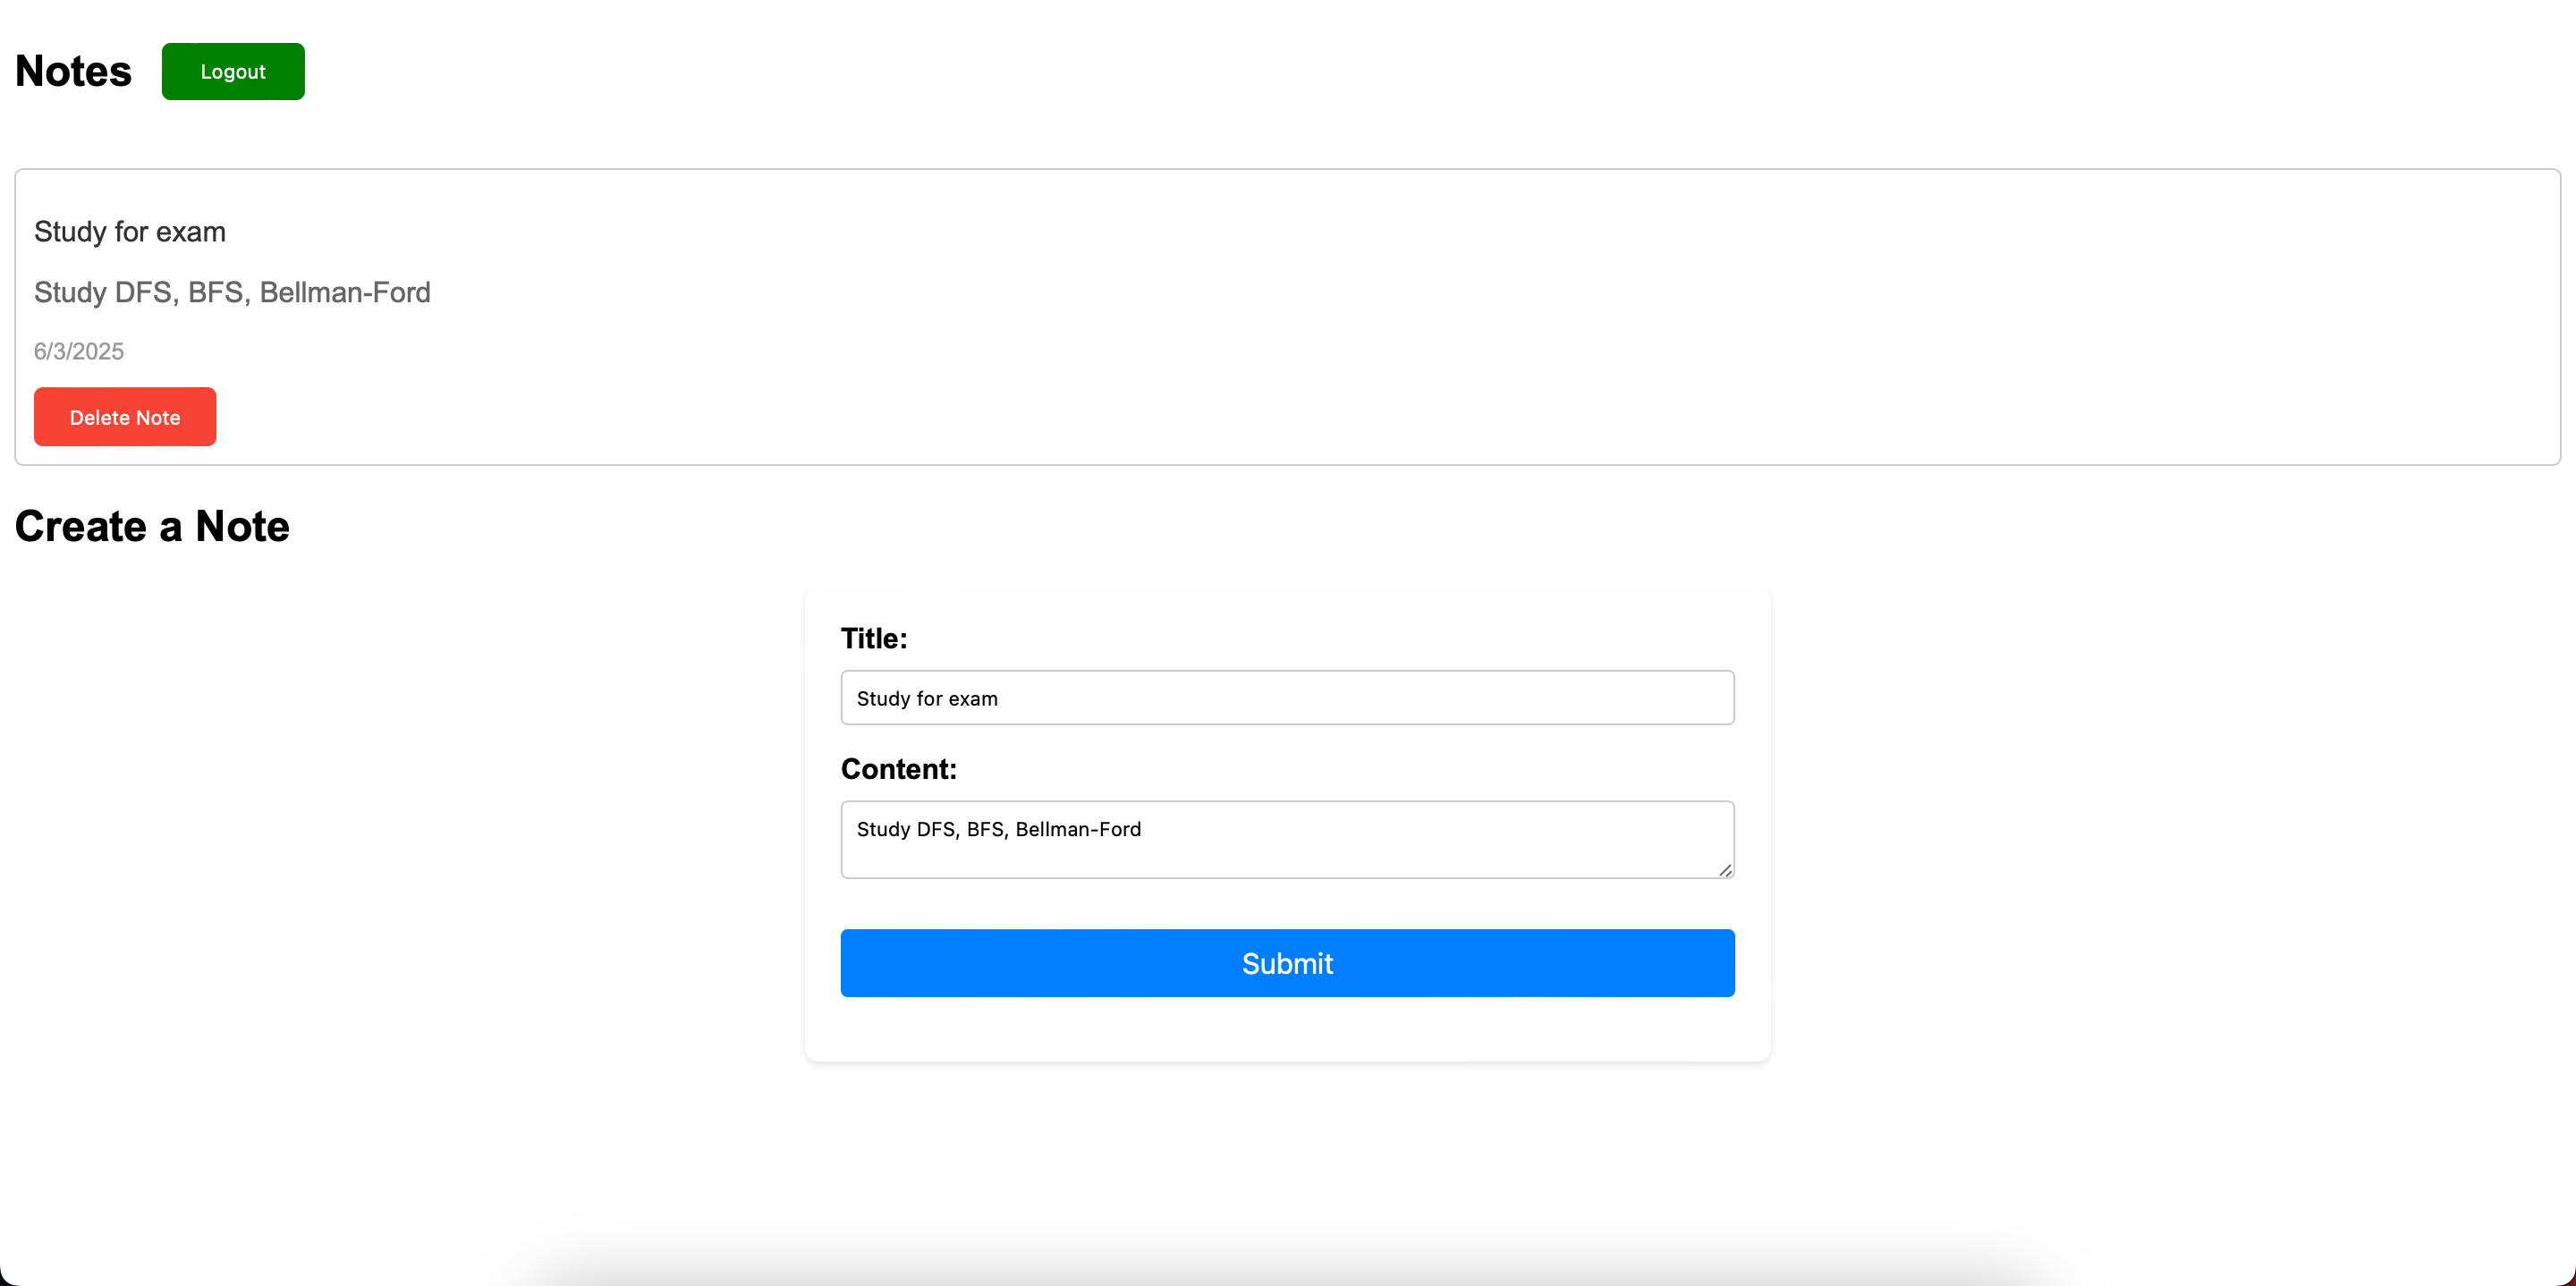 Notes
Logout
Study for exam
Study DFS, BFS, Bellman-Ford
6/3/2025
Delete Note
Create a Note
Title:
Study for exam
Content:
Study DFS, BFS, Bellman-Ford
Submit